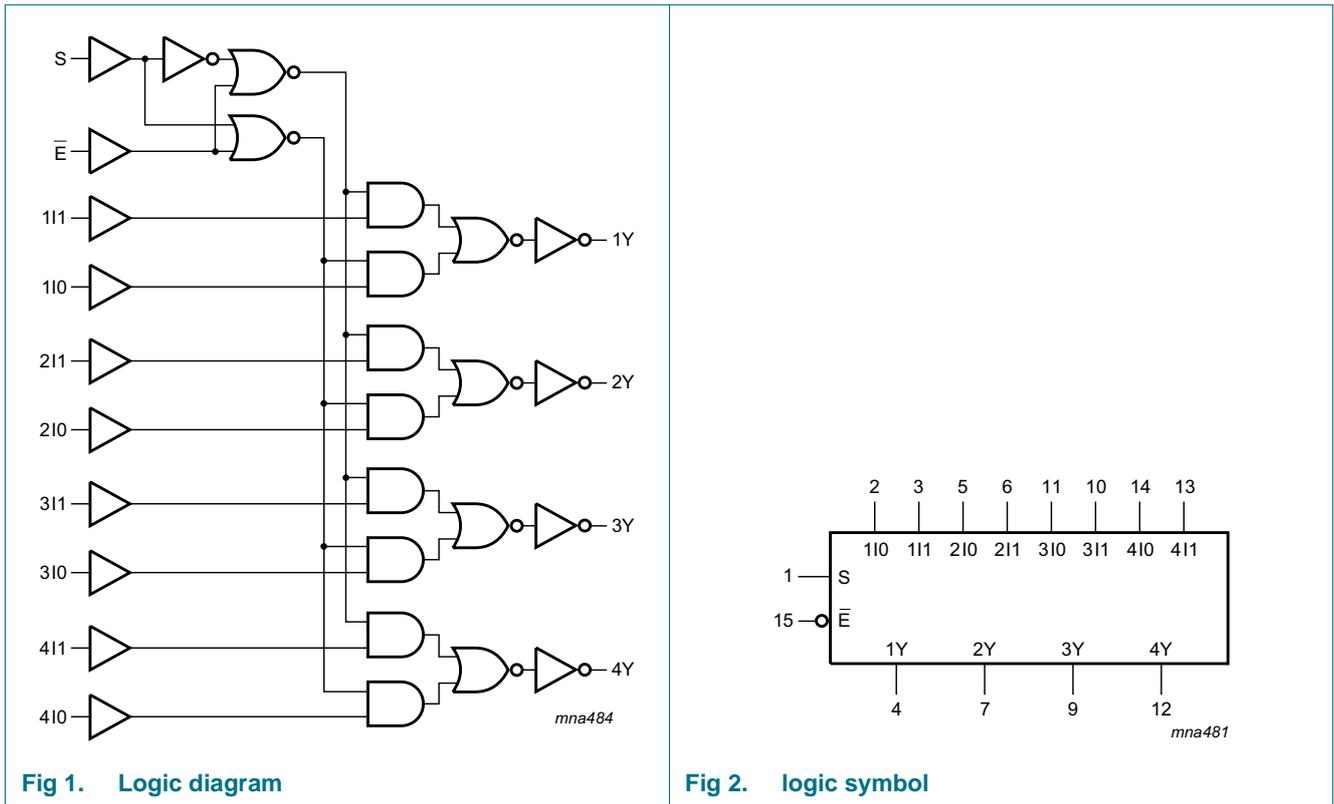 S
E̅
1I1
1I0
1Y
2I1
2I0
2Y
3I1
3I0
3Y
4I1
4I0
4Y
mna484
Fig 1. Logic diagram
2 3 5 6 11 10 14 13
1I0 1I1 2I0 2I1 3I0 3I1 4I0 4I1
1 S
15 E̅
1Y 2Y 3Y 4Y
4 7 9 12
mna481
Fig 2. logic symbol